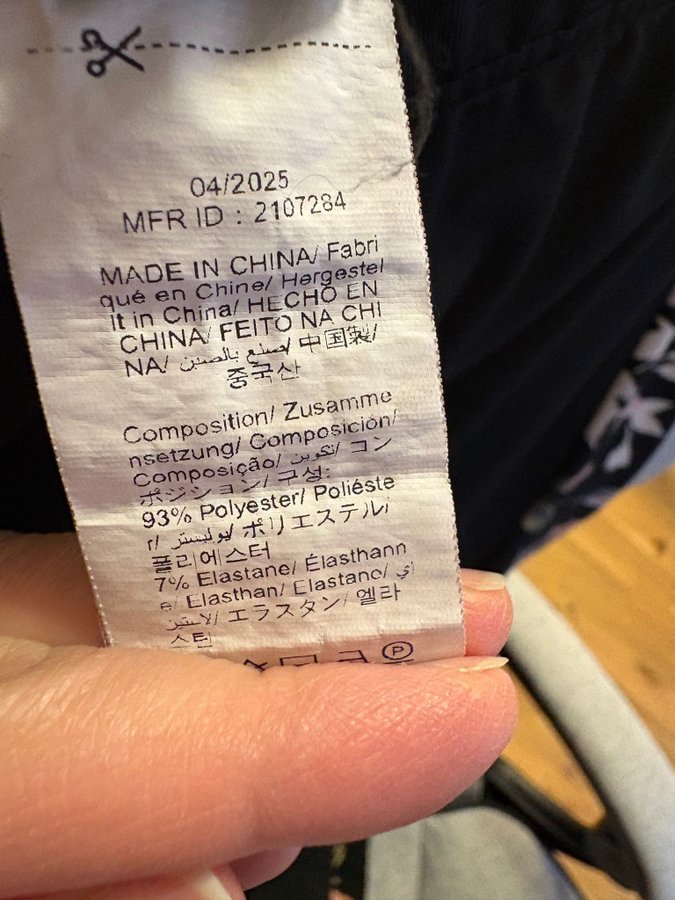 04/2025
MFR ID : 2107284
MADE IN CHINA/ Fabri
qué en Chine/ Hergestel
lt in China/ HECHO EN
CHINA/ FEITO NA CHI
NA/ صنع بالصين/ 中国製/
중국산
Composition/ Zusamme
nsetzung/ Composición/
Composição/ تكوين/ コン
ポジション/ 구성:
93% Polyester/ Poliéste
r/ بوليستر/ ポリエステル/
폴리에스터
7% Elastane/ Élasthann
e/ Elasthan/ Elastano/ إي
لاستين/ エラスタン/ 엘라
스틴
P